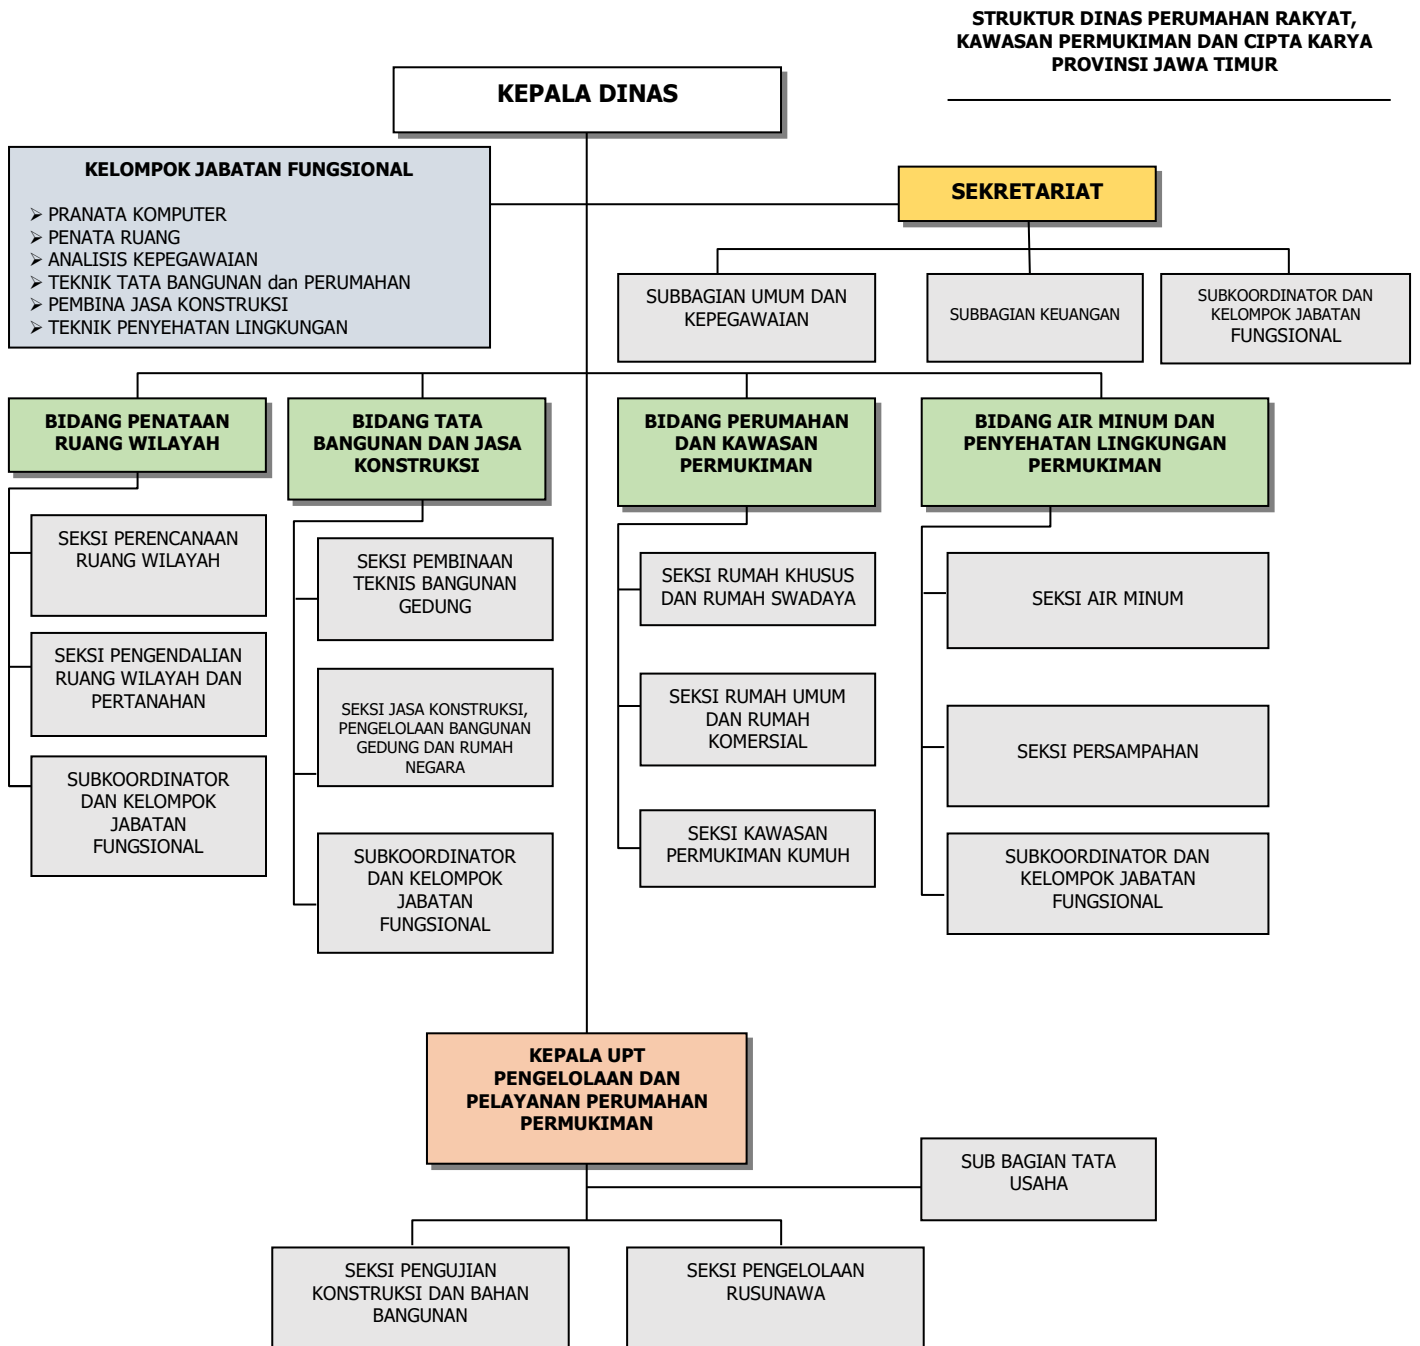 STRUKTUR DINAS PERUMAHAN RAKYAT,
KAWASAN PERMUKIMAN DAN CIPTA KARYA
PROVINSI JAWA TIMUR
KEPALA DINAS
KELOMPOK JABATAN FUNGSIONAL
➢ PRANATA KOMPUTER
➢ PENATA RUANG
➢ ANALISIS KEPEGAWAIAN
➢ TEKNIK TATA BANGUNAN dan PERUMAHAN
➢ PEMBINA JASA KONSTRUKSI
➢ TEKNIK PENYEHATAN LINGKUNGAN
SEKRETARIAT
SUBBAGIAN UMUM DAN
KEPEGAWAIAN
SUBBAGIAN KEUANGAN
SUBKOORDINATOR DAN
KELOMPOK JABATAN
FUNGSIONAL
BIDANG PENATAAN
RUANG WILAYAH
BIDANG TATA
BANGUNAN DAN JASA
KONSTRUKSI
BIDANG PERUMAHAN
DAN KAWASAN
PERMUKIMAN
BIDANG AIR MINUM DAN
PENYEHATAN LINGKUNGAN
PERMUKIMAN
SEKSI PERENCANAAN
RUANG WILAYAH
SEKSI PENGENDALIAN
RUANG WILAYAH DAN
PERTANAHAN
SUBKOORDINATOR
DAN KELOMPOK
JABATAN
FUNGSIONAL
SEKSI PEMBINAAN
TEKNIS BANGUNAN
GEDUNG
SEKSI JASA KONSTRUKSI,
PENGELOLAAN BANGUNAN
GEDUNG DAN RUMAH
NEGARA
SUBKOORDINATOR
DAN KELOMPOK
JABATAN
FUNGSIONAL
SEKSI RUMAH KHUSUS
DAN RUMAH SWADAYA
SEKSI RUMAH UMUM
DAN RUMAH
KOMERSIAL
SEKSI KAWASAN
PERMUKIMAN KUMUH
SEKSI AIR MINUM
SEKSI PERSAMPAHAN
SUBKOORDINATOR DAN
KELOMPOK JABATAN
FUNGSIONAL
KEPALA UPT
PENGELOLAAN DAN
PELAYANAN PERUMAHAN
PERMUKIMAN
SUB BAGIAN TATA
USAHA
SEKSI PENGUJIAN
KONSTRUKSI DAN BAHAN
BANGUNAN
SEKSI PENGELOLAAN
RUSUNAWA